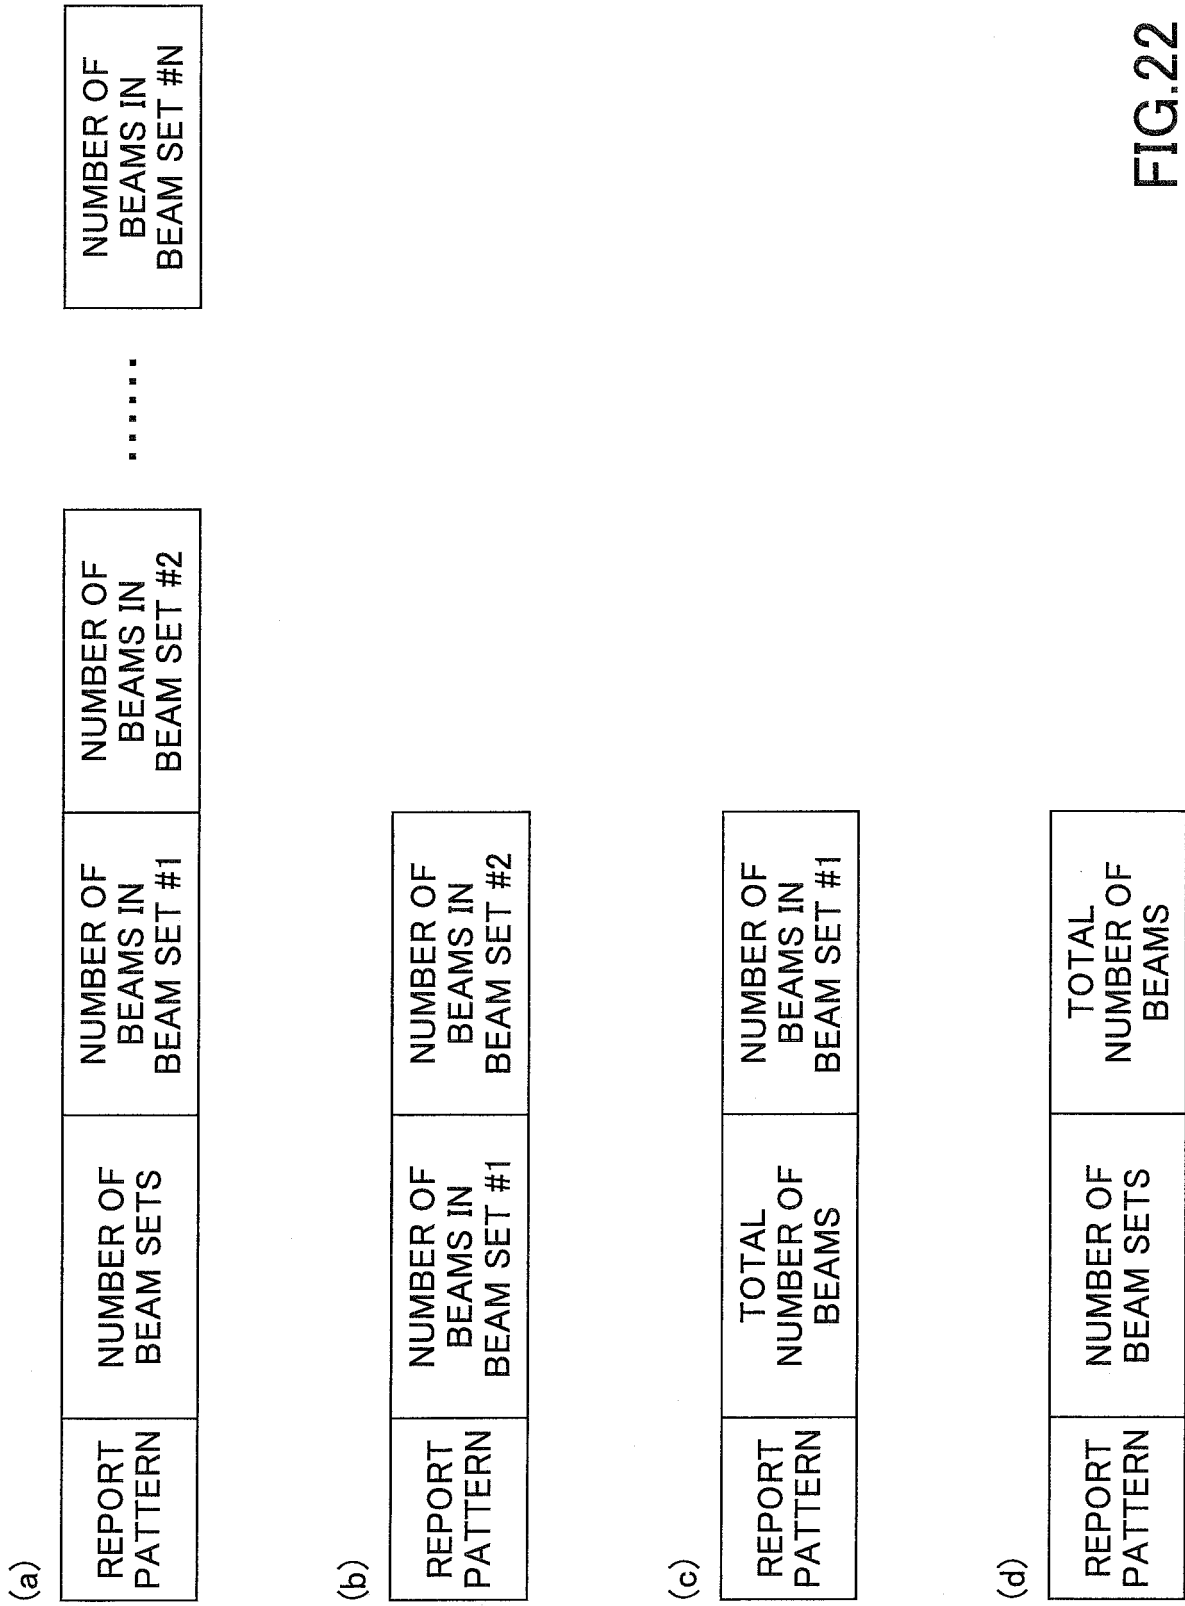 (a)
REPORT
PATTERN
NUMBER OF
BEAM SETS
NUMBER OF
BEAMS IN
BEAM SET #1
NUMBER OF
BEAMS IN
BEAM SET #2
......
NUMBER OF
BEAMS IN
BEAM SET #N
(b)
REPORT
PATTERN
NUMBER OF
BEAMS IN
BEAM SET #1
NUMBER OF
BEAMS IN
BEAM SET #2
(c)
REPORT
PATTERN
TOTAL
NUMBER OF
BEAMS
NUMBER OF
BEAMS IN
BEAM SET #1
(d)
REPORT
PATTERN
NUMBER OF
BEAM SETS
TOTAL
NUMBER OF
BEAMS
FIG.22